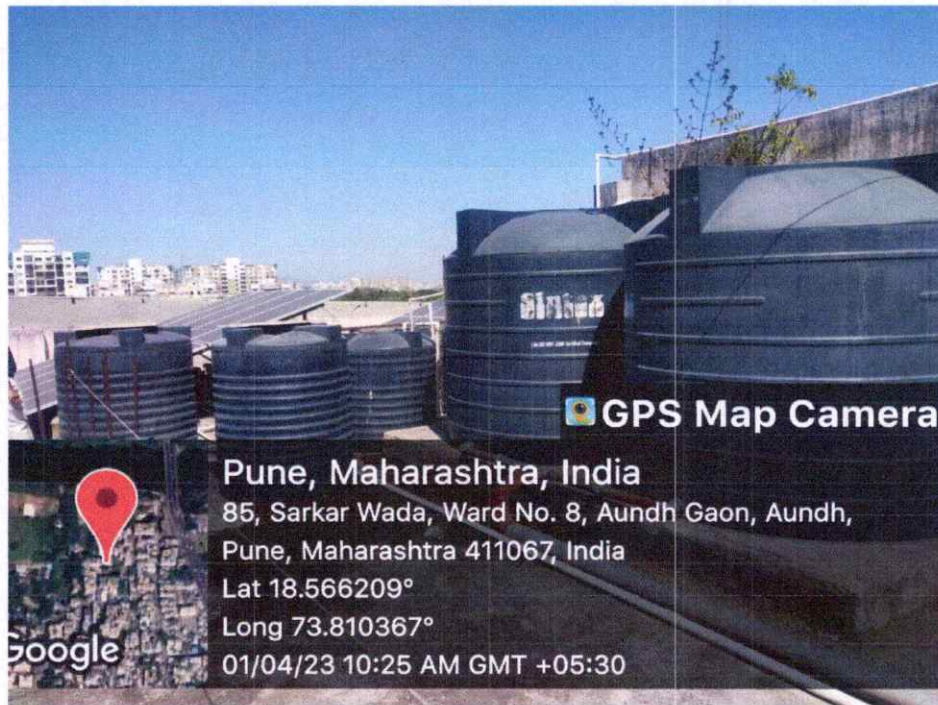 Sintex
GPS Map Camera
Pune, Maharashtra, India
85, Sarkar Wada, Ward No. 8, Aundh Gaon, Aundh,
Pune, Maharashtra 411067, India
Lat 18.566209°
Long 73.810367°
01/04/23 10:25 AM GMT +05:30
Google